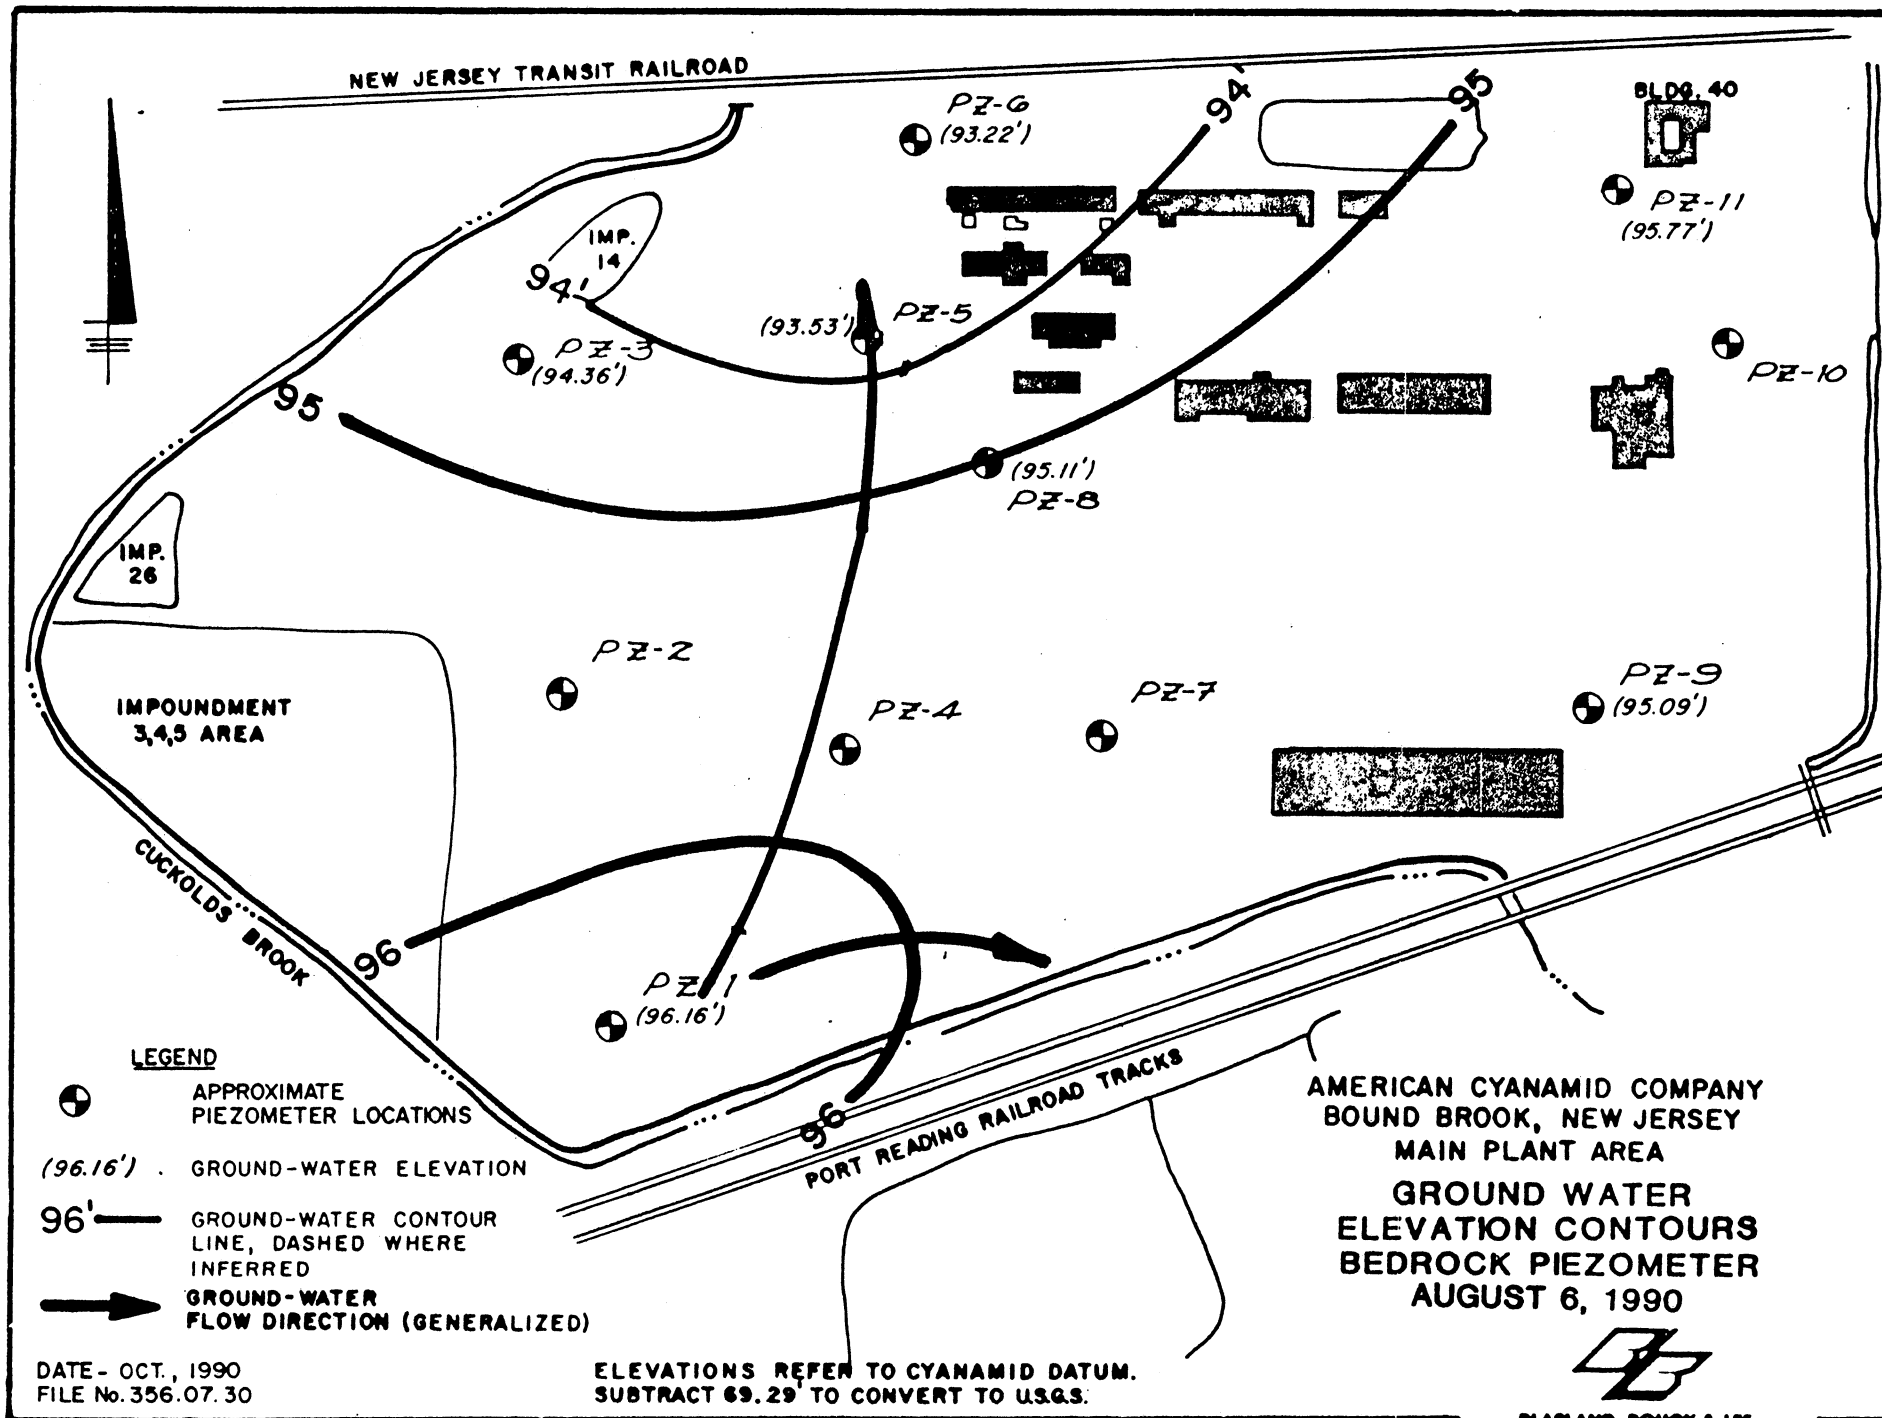 NEW JERSEY TRANSIT RAILROAD
94'
95
BLDG. 40
PZ-6
(93.22')
PZ-11
(95.77')
IMP.
14
94'
PZ-5
(93.53')
PZ-3
(94.36')
PZ-10
95
(95.11')
PZ-8
IMP.
26
PZ-2
PZ-9
(95.09')
PZ-7
PZ-4
IMPOUNDMENT
3,4,5 AREA
CUCKOLDS BROOK
96
PZ-1
(96.16')
96
PORT READING RAILROAD TRACKS
LEGEND
APPROXIMATE
PIEZOMETER LOCATIONS
(96.16') . GROUND-WATER ELEVATION
96' GROUND-WATER CONTOUR
LINE, DASHED WHERE
INFERRED
GROUND-WATER
FLOW DIRECTION (GENERALIZED)
AMERICAN CYANAMID COMPANY
BOUND BROOK, NEW JERSEY
MAIN PLANT AREA
GROUND WATER
ELEVATION CONTOURS
BEDROCK PIEZOMETER
AUGUST 6, 1990
DATE- OCT., 1990
FILE No. 356.07.30
ELEVATIONS REFER TO CYANAMID DATUM.
SUBTRACT 69.29' TO CONVERT TO U.S.G.S.